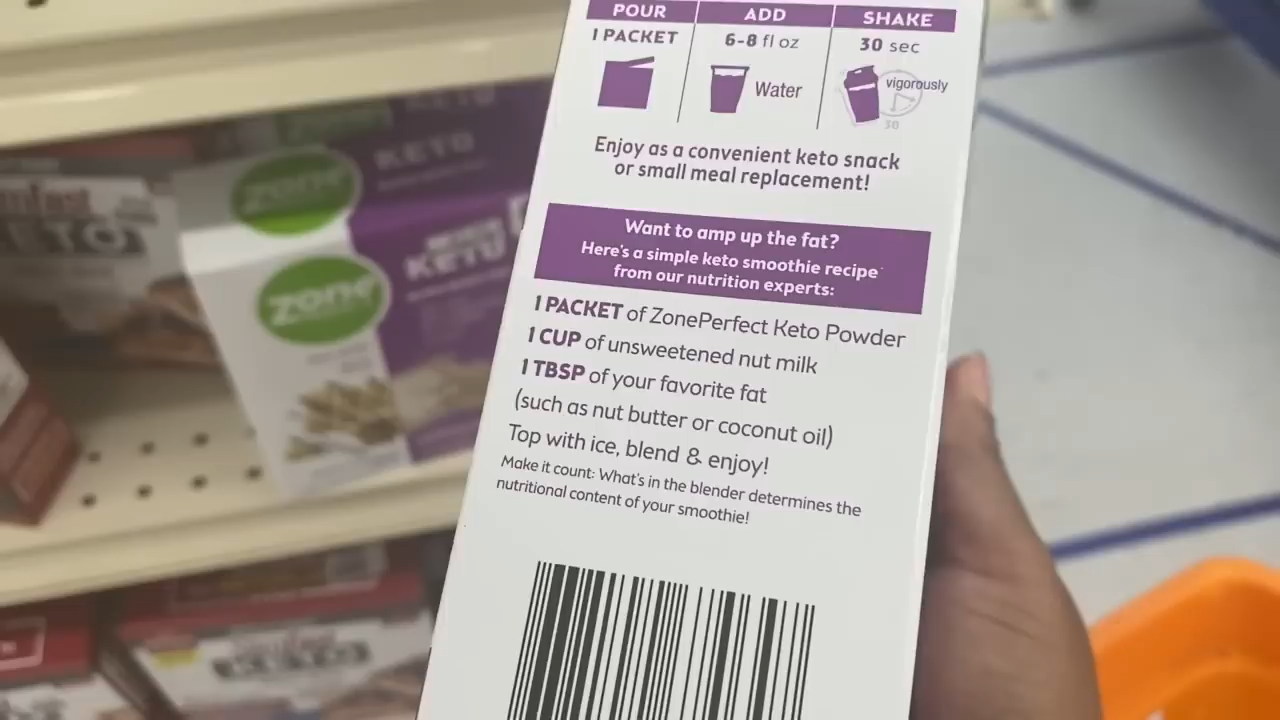 POUR
ADD
SHAKE
1 PACKET
6-8 fl oz
30 sec
Water
vigorously
30
Enjoy as a convenient keto snack
or small meal replacement!
Want to amp up the fat?
Here's a simple keto smoothie recipe
from our nutrition experts:
1 PACKET of ZonePerfect Keto Powder
1 CUP of unsweetened nut milk
1 TBSP of your favorite fat
(such as nut butter or coconut oil)
Top with ice, blend & enjoy!
Make it count: What's in the blender determines the
nutritional content of your smoothie!
KETO
zone
KETO
zone
KETO